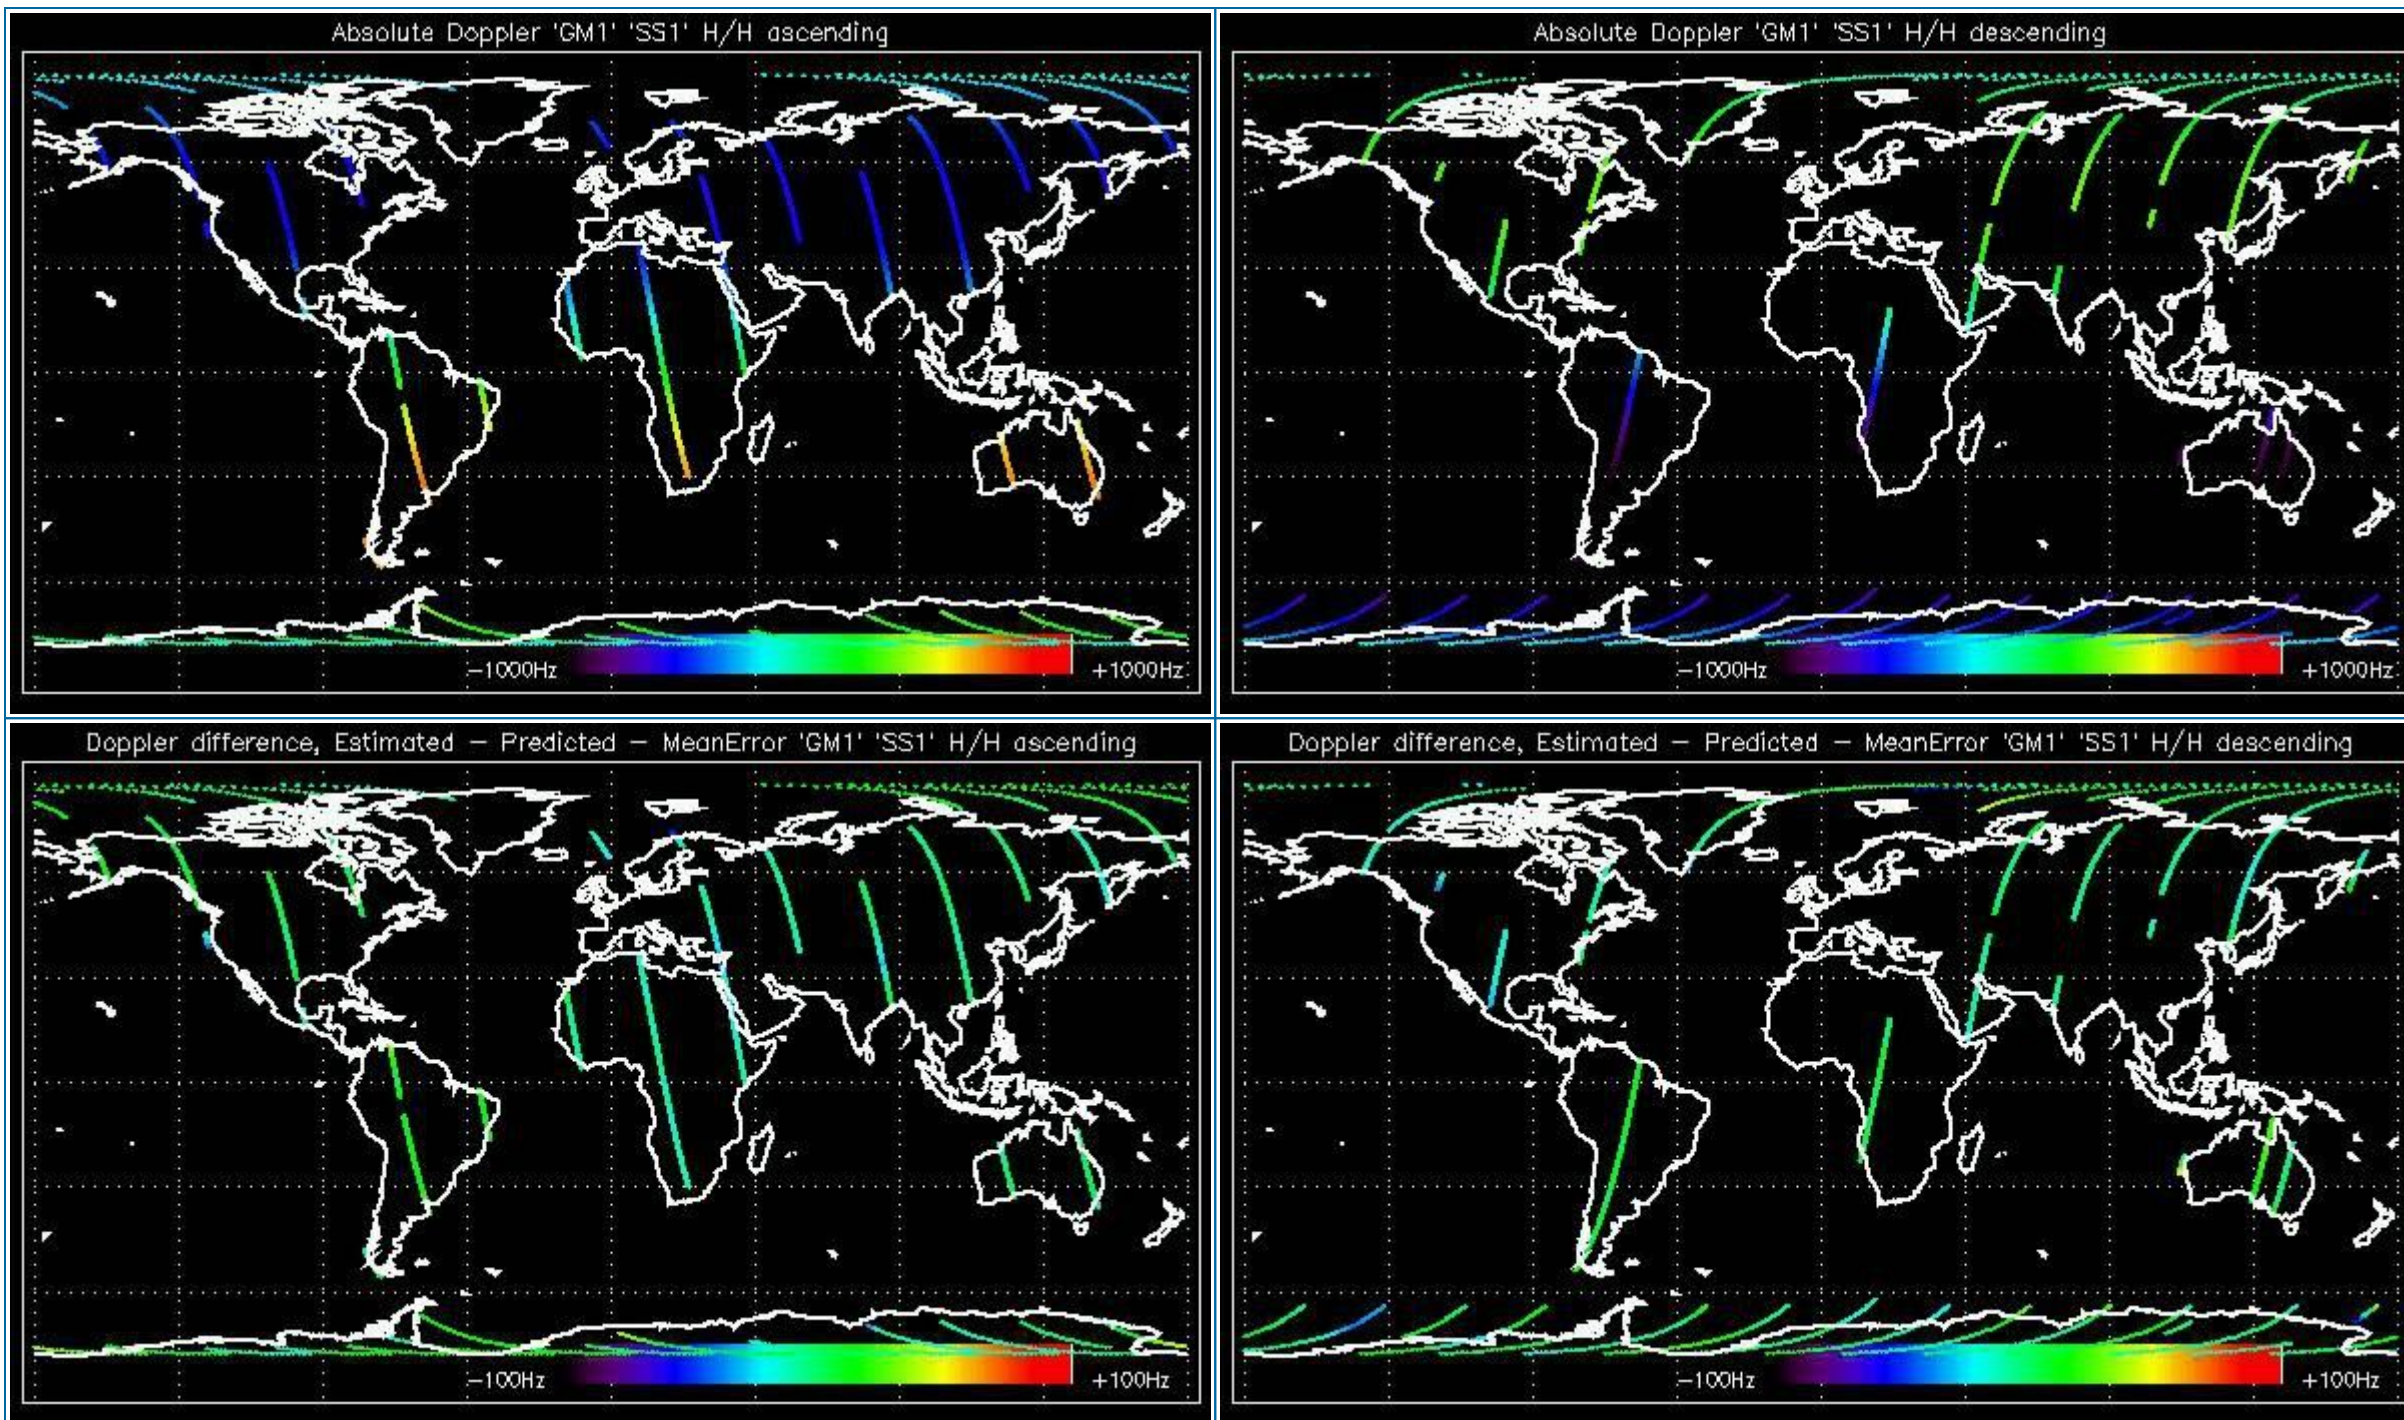 Absolute Doppler 'GM1' 'SS1' H/H ascending
−1000Hz
+1000Hz
Absolute Doppler 'GM1' 'SS1' H/H descending
−1000Hz
+1000Hz
Doppler difference, Estimated − Predicted − MeanError 'GM1' 'SS1' H/H ascending
−100Hz
+100Hz
Doppler difference, Estimated − Predicted − MeanError 'GM1' 'SS1' H/H descending
−100Hz
+100Hz